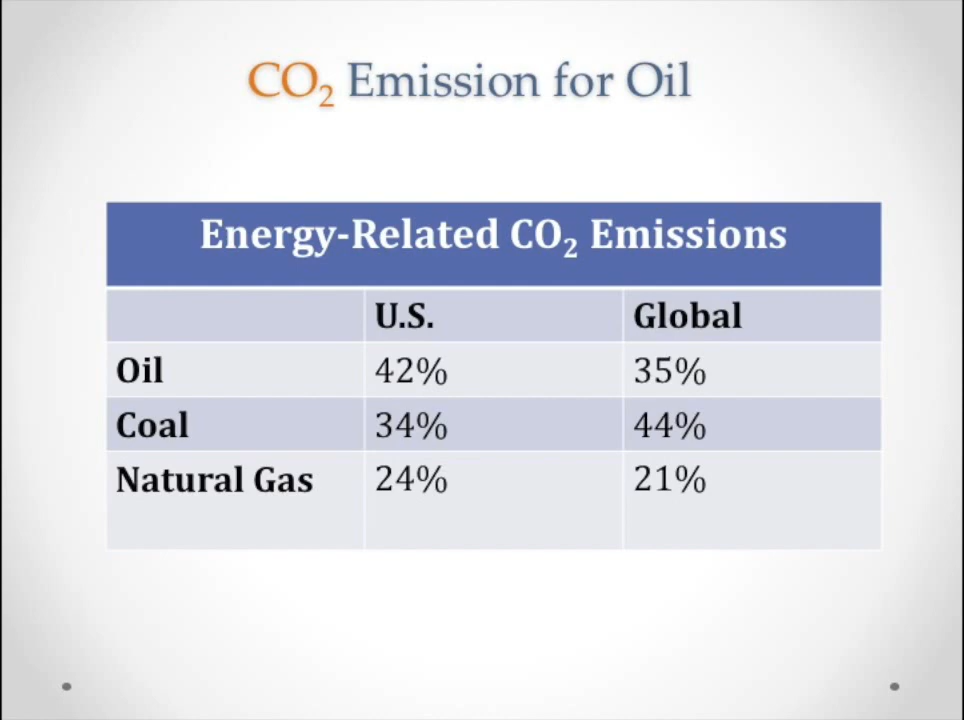 CO₂ Emission for Oil
Energy-Related CO₂ Emissions
U.S. Global
Oil 42% 35%
Coal 34% 44%
Natural Gas 24% 21%